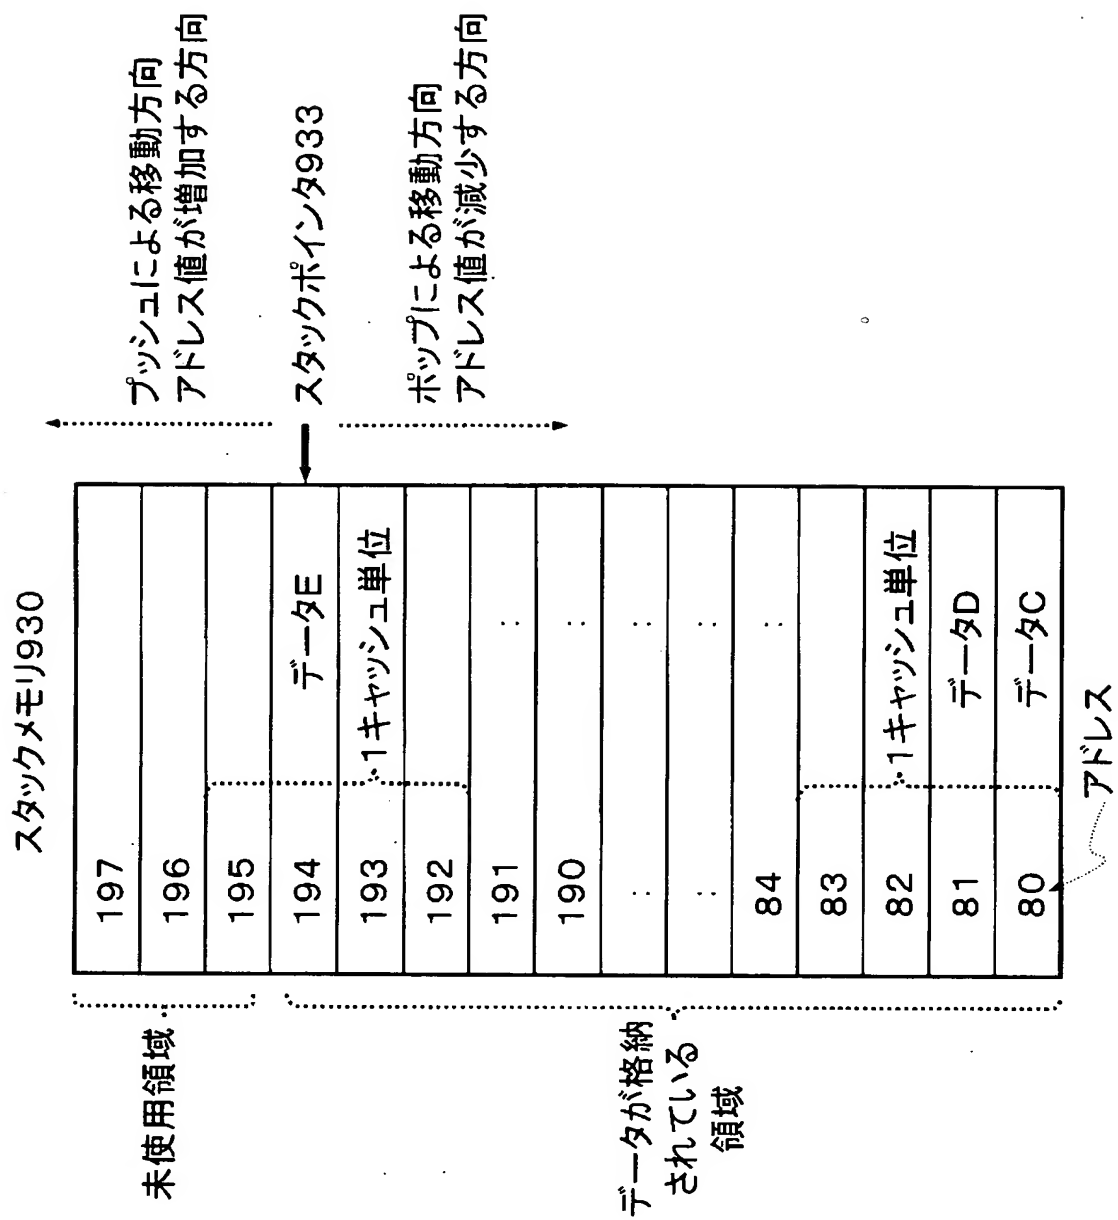 スタックメモリ930
プッシュによる移動方向
アドレス値が増加する方向
スタックポインタ933
ポップによる移動方向
アドレス値が減少する方向
未使用領域
データが格納
されている
領域
197
196
195
194 データE
193 1キャッシュ単位
192
191 :
190 :
: :
: :
84 :
83
82 1キャッシュ単位
81 データD
80 データC
アドレス